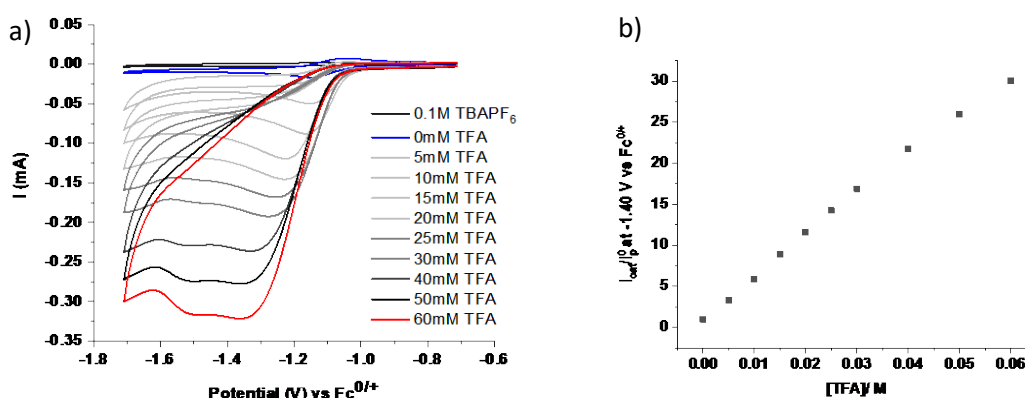 a)
0.05
0.00
-0.05
-0.10
-0.15
-0.20
-0.25
-0.30
-0.35
I (mA)
-1.8
-1.6
-1.4
-1.2
-1.0
-0.8
-0.6
Potential (V) vs Fc0/+
0.1M TBAPF6
0mM TFA
5mM TFA
10mM TFA
15mM TFA
20mM TFA
25mM TFA
30mM TFA
40mM TFA
50mM TFA
60mM TFA
b)
30
25
20
15
10
5
0
Icat/Ip0 at -1.40 V vs Fc0/+
0.00
0.01
0.02
0.03
0.04
0.05
0.06
[TFA]/ M